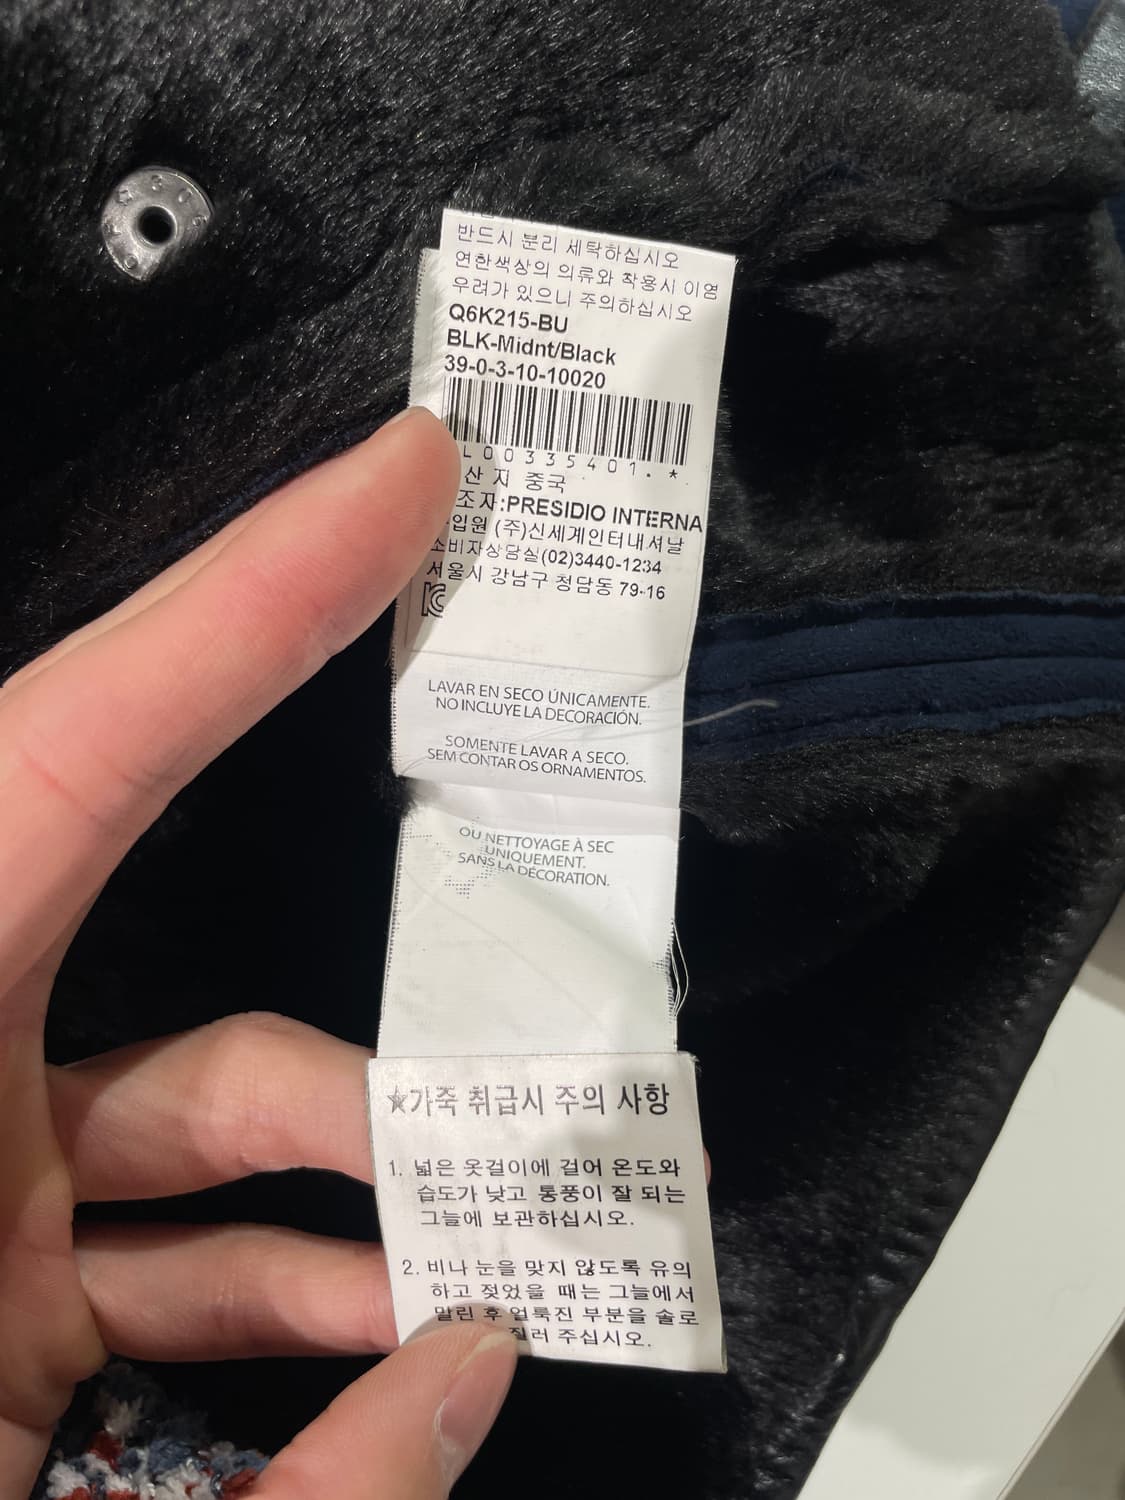 반드시 분리 세탁하십시오
연한색상의 의류와 착용시 이염
우려가 있으니 주의하십시오
Q6K215-BU
BLK-Midnt/Black
39-0-3-10-10020
L00335401.*
산 지 중국
조자:PRESIDIO INTERNA
입원 (주)신세계인터내셔날
소비자상담실(02)3440-1234
서울시 강남구 청담동 79-16
LAVAR EN SECO ÚNICAMENTE.
NO INCLUYE LA DECORACIÓN.
SOMENTE LAVAR A SECO.
SEM CONTAR OS ORNAMENTOS.
OU NETTOYAGE À SEC
UNIQUEMENT.
SANS LA DÉCORATION.
★가죽 취급시 주의 사항
1. 넓은 옷걸이에 걸어 온도와
습도가 낮고 통풍이 잘 되는
그늘에 보관하십시오.
2. 비나 눈을 맞지 않도록 유의
하고 젖었을 때는 그늘에서
말린 후 얼룩진 부분을 솔로
질러 주십시오.